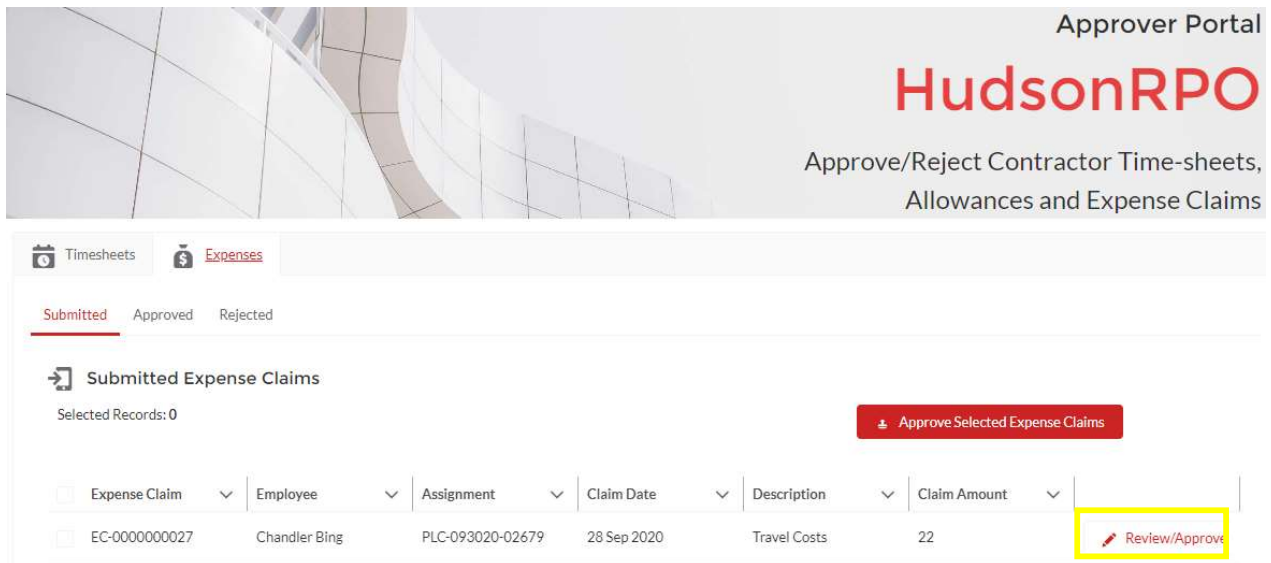 Approver Portal
HudsonRPO
Approve/Reject Contractor Time-sheets,
Allowances and Expense Claims
Timesheets Expenses
Submitted Approved Rejected
Submitted Expense Claims
Selected Records: 0
Approve Selected Expense Claims
Expense Claim Employee Assignment Claim Date Description Claim Amount
EC-0000000027 Chandler Bing PLC-093020-02679 28 Sep 2020 Travel Costs 22 Review/Approve